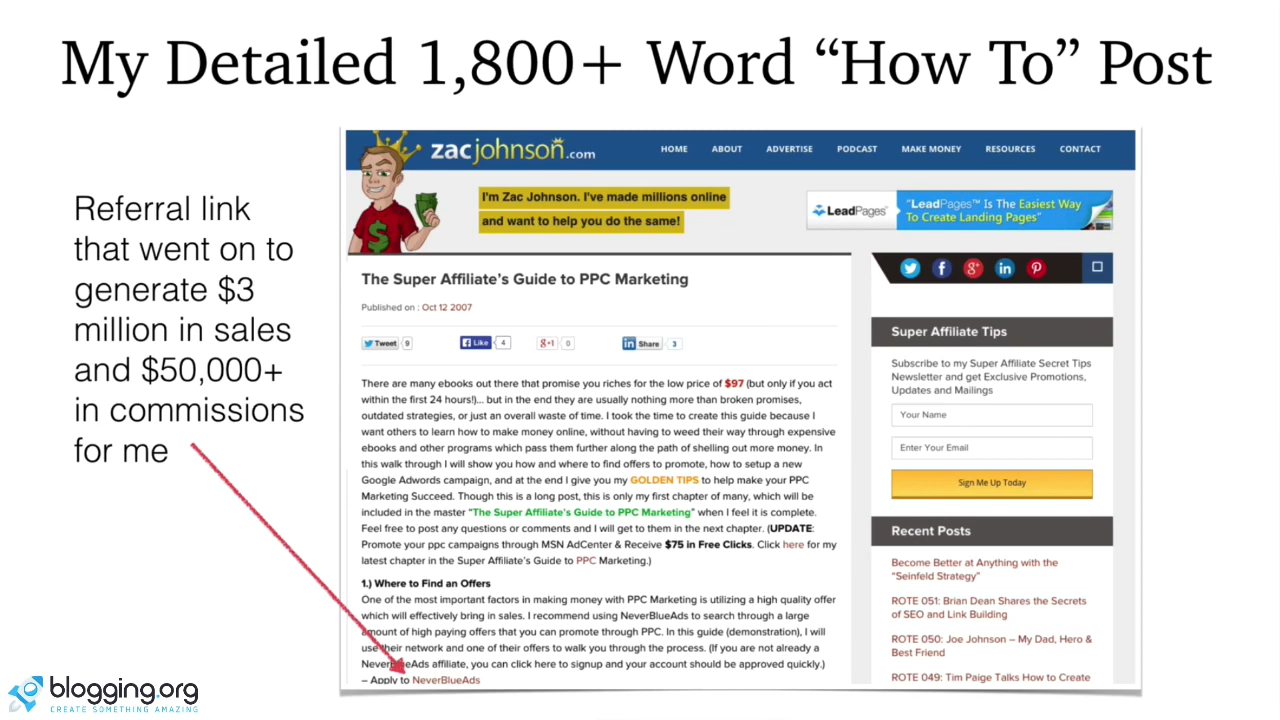 My Detailed 1,800+ Word “How To” Post
Referral link
that went on to
generate $3
million in sales
and $50,000+
in commissions
for me
zacjohnson.com
HOME ABOUT ADVERTISE PODCAST MAKE MONEY RESOURCES CONTACT
I'm Zac Johnson. I've made millions online
and want to help you do the same!
LeadPages™
“LeadPages™ Is The Easiest Way
To Create Landing Pages”
The Super Affiliate's Guide to PPC Marketing
Published on : Oct 12 2007
Tweet 9 Like 4 g+1 0 in Share 3
There are many ebooks out there that promise you riches for the low price of $97 (but only if you act
within the first 24 hours!)... but in the end they are usually nothing more than broken promises,
outdated strategies, or just an overall waste of time. I took the time to create this guide because I
want others to learn how to make money online, without having to weed their way through expensive
ebooks and other programs which pass them further along the path of shelling out more money. In
this walk through I will show you how and where to find offers to promote, how to setup a new
Google Adwords campaign, and at the end I give you my GOLDEN TIPS to help make your PPC
Marketing Succeed. Though this is a long post, this is only my first chapter of many, which will be
included in the master “The Super Affiliate's Guide to PPC Marketing” when I feel it is complete.
Feel free to post any questions or comments and I will get to them in the next chapter. (UPDATE:
Promote your ppc campaigns through MSN AdCenter & Receive $75 in Free Clicks. Click here for my
latest chapter in the Super Affiliate's Guide to PPC Marketing.)
1.) Where to Find an Offers
One of the most important factors in making money with PPC Marketing is utilizing a high quality offer
which will effectively bring in sales. I recommend using NeverBlueAds to search through a large
amount of high paying offers that you can promote through PPC. In this guide (demonstration), I will
use their network and one of their offers to walk you through the process. (If you are not already a
NeverBlueAds affiliate, you can click here to signup and your account should be approved quickly.)
– Apply to NeverBlueAds
Super Affiliate Tips
Subscribe to my Super Affiliate Secret Tips
Newsletter and get Exclusive Promotions,
Updates and Mailings
Your Name
Enter Your Email
Sign Me Up Today
Recent Posts
Become Better at Anything with the
“Seinfeld Strategy”
ROTE 051: Brian Dean Shares the Secrets
of SEO and Link Building
ROTE 050: Joe Johnson – My Dad, Hero &
Best Friend
ROTE 049: Tim Paige Talks How to Create
blogging.org
CREATE SOMETHING AMAZING